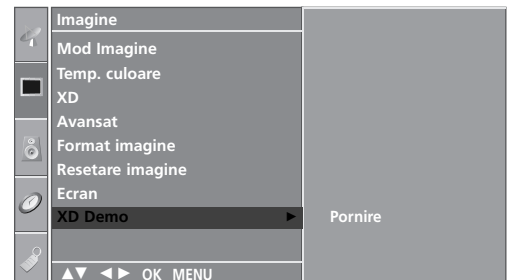 Imagine
Mod Imagine
Temp. culoare
XD
Avansat
Format imagine
Resetare imagine
Ecran
XD Demo ► Pornire
▲▼ ◄► OK MENU